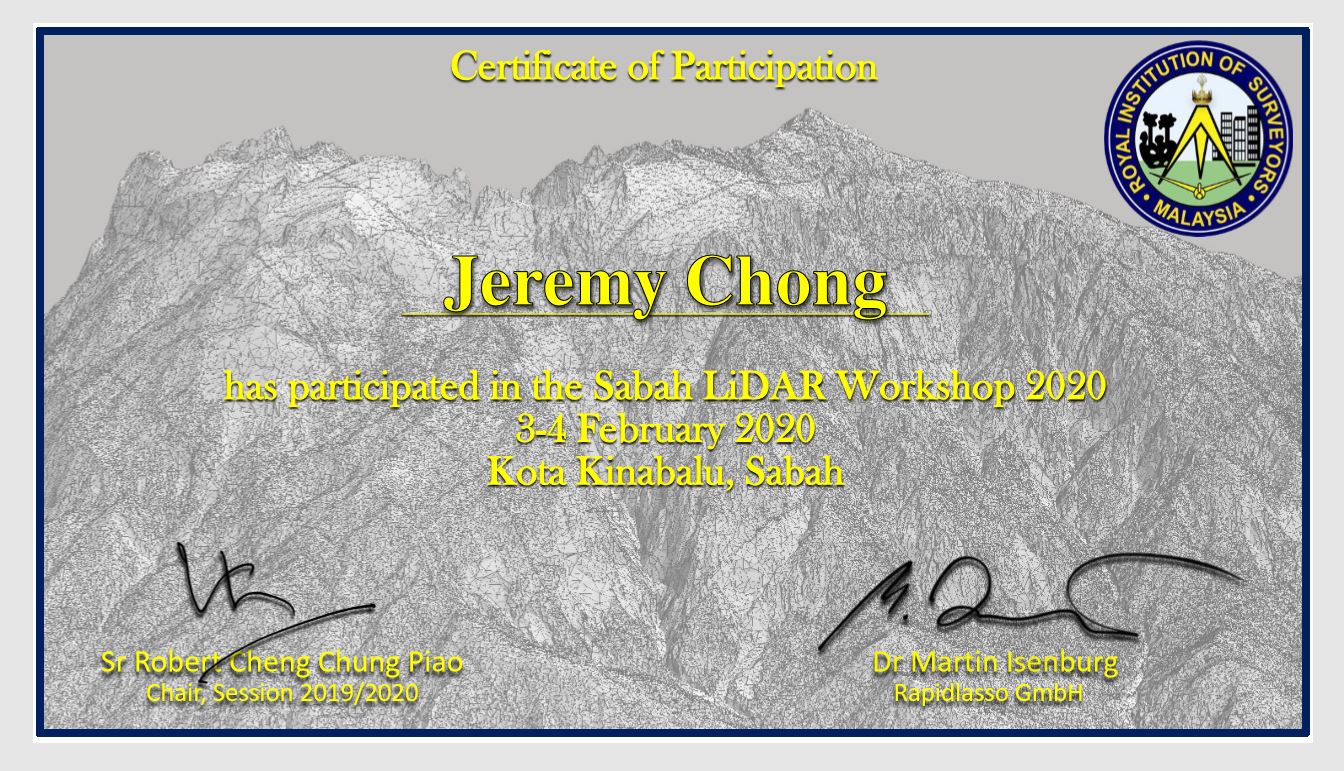 Certificate of Participation
ROYAL INSTITUTION OF SURVEYORS
• MALAYSIA •
Jeremy Chong
has participated in the Sabah LiDAR Workshop 2020
3-4 February 2020
Kota Kinabalu, Sabah
Sr Robert Cheng Chung Piao
Chair, Session 2019/2020
Dr Martin Isenburg
Rapidlasso GmbH